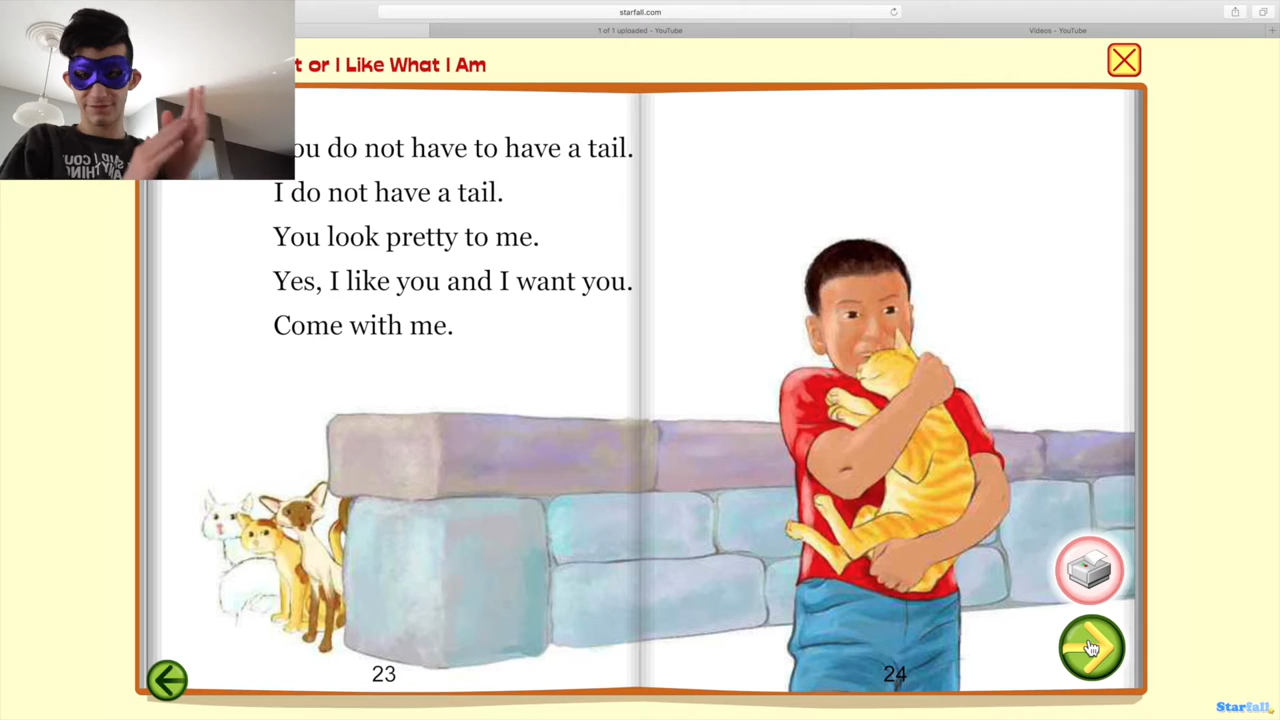 starfall.com
1 of 1 uploaded - YouTube
Videos - YouTube
t or I Like What I Am
ou do not have to have a tail.
I do not have a tail.
You look pretty to me.
Yes, I like you and I want you.
Come with me.
23
24
Starfall